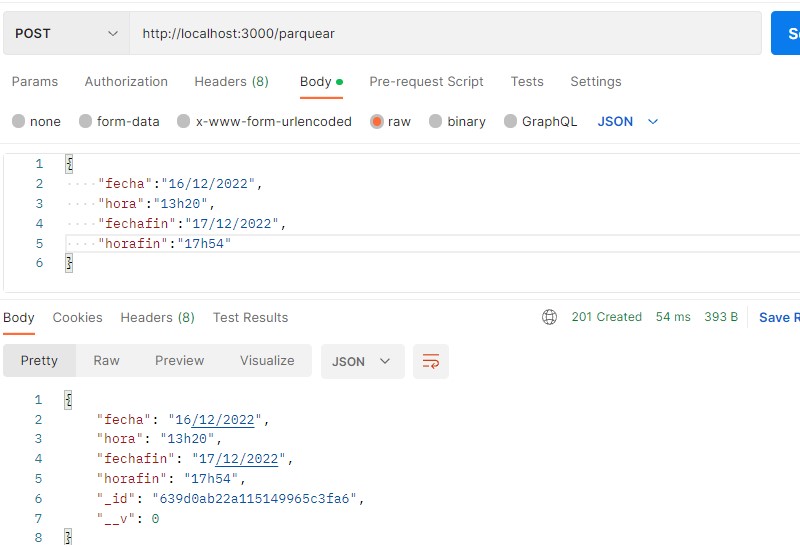 POST http://localhost:3000/parquear
Params Authorization Headers (8) Body Pre-request Script Tests Settings
none form-data x-www-form-urlencoded raw binary GraphQL JSON
1 {
2 "fecha":"16/12/2022",
3 "hora":"13h20",
4 "fechafin":"17/12/2022",
5 "horafin":"17h54"
6 }
Body Cookies Headers (8) Test Results 201 Created 54 ms 393 B Save R
Pretty Raw Preview Visualize JSON
1 {
2 "fecha": "16/12/2022",
3 "hora": "13h20",
4 "fechafin": "17/12/2022",
5 "horafin": "17h54",
6 "_id": "639d0ab22a115149965c3fa6",
7 "__v": 0
8 }